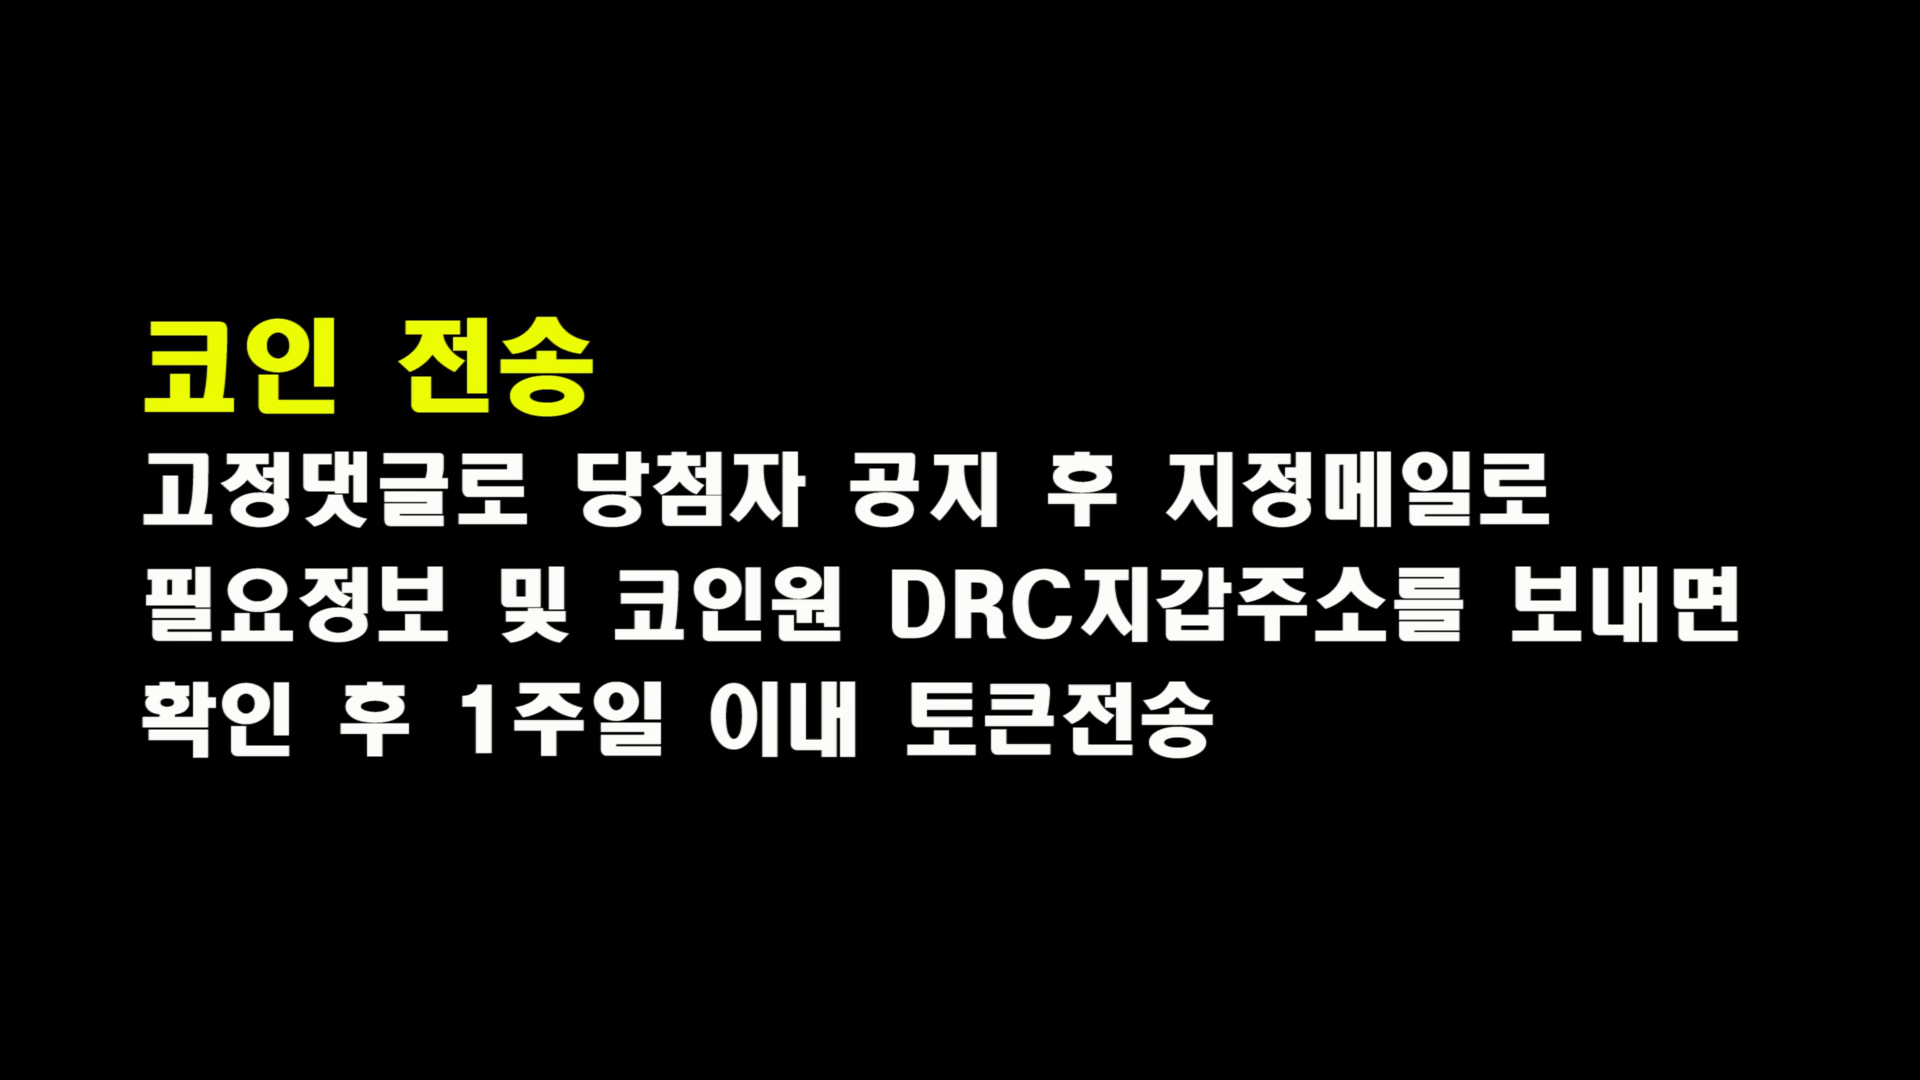 코인 전송
고정댓글로 당첨자 공지 후 지정메일로
필요정보 및 코인원 DRC지갑주소를 보내면
확인 후 1주일 이내 토큰전송